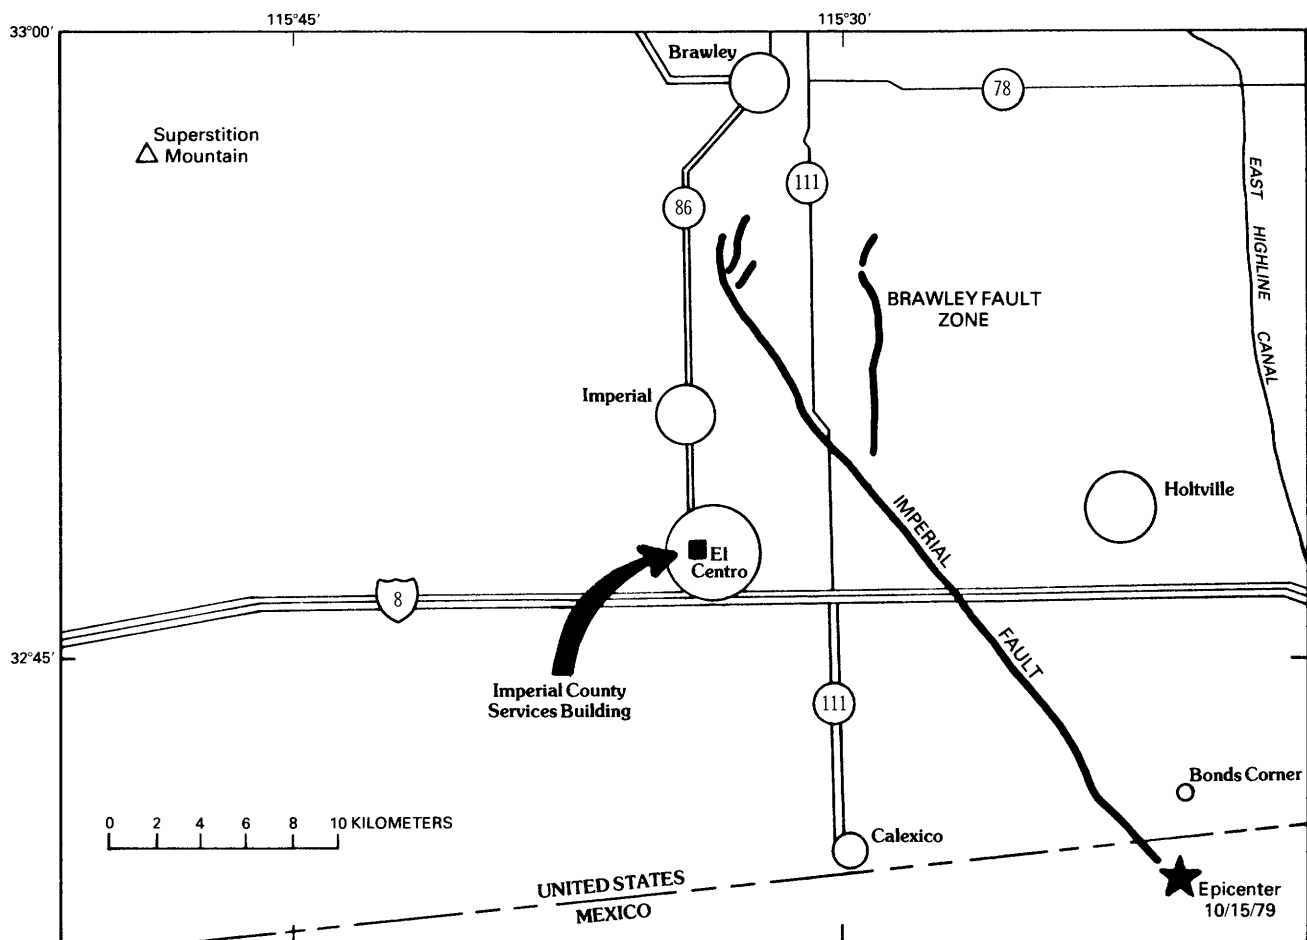 115°45′
115°30′
33°00′
Brawley
78
Superstition
Mountain
111
86
EAST HIGHLINE CANAL
BRAWLEY FAULT
ZONE
Imperial
Holtville
IMPERIAL
FAULT
El
Centro
8
32°45′
Imperial County
Services Building
111
Bonds Corner
0 2 4 6 8 10 KILOMETERS
Calexico
UNITED STATES
MEXICO
Epicenter
10/15/79